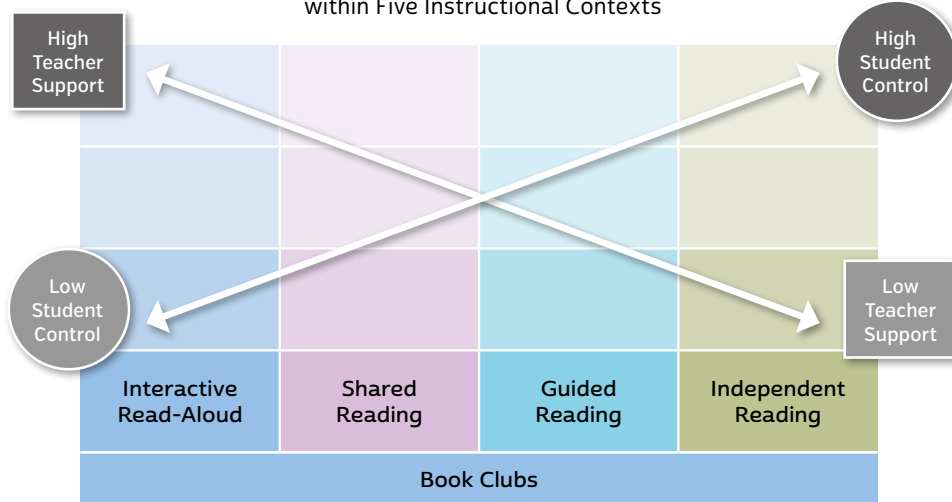 within Five Instructional Contexts
High
Teacher
Support
High
Student
Control
Low
Student
Control
Low
Teacher
Support
Interactive
Read-Aloud
Shared
Reading
Guided
Reading
Independent
Reading
Book Clubs